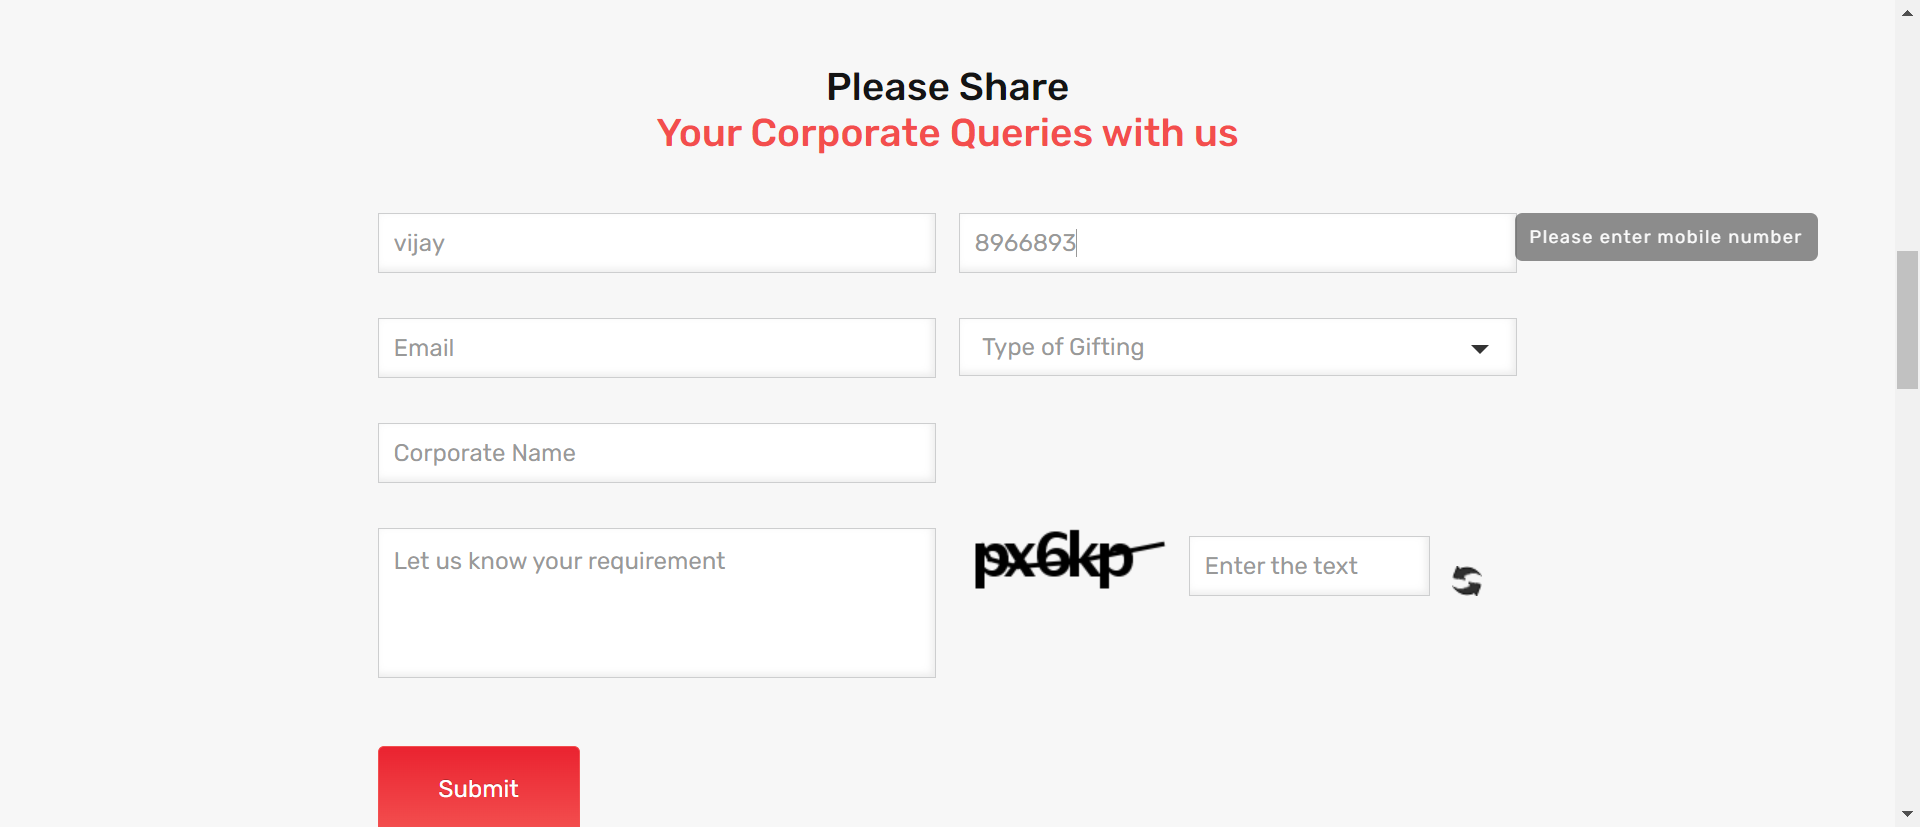 Please Share
Your Corporate Queries with us
vijay
8966893
Please enter mobile number
Email
Type of Gifting
Corporate Name
Let us know your requirement
px6kp
Enter the text
Submit